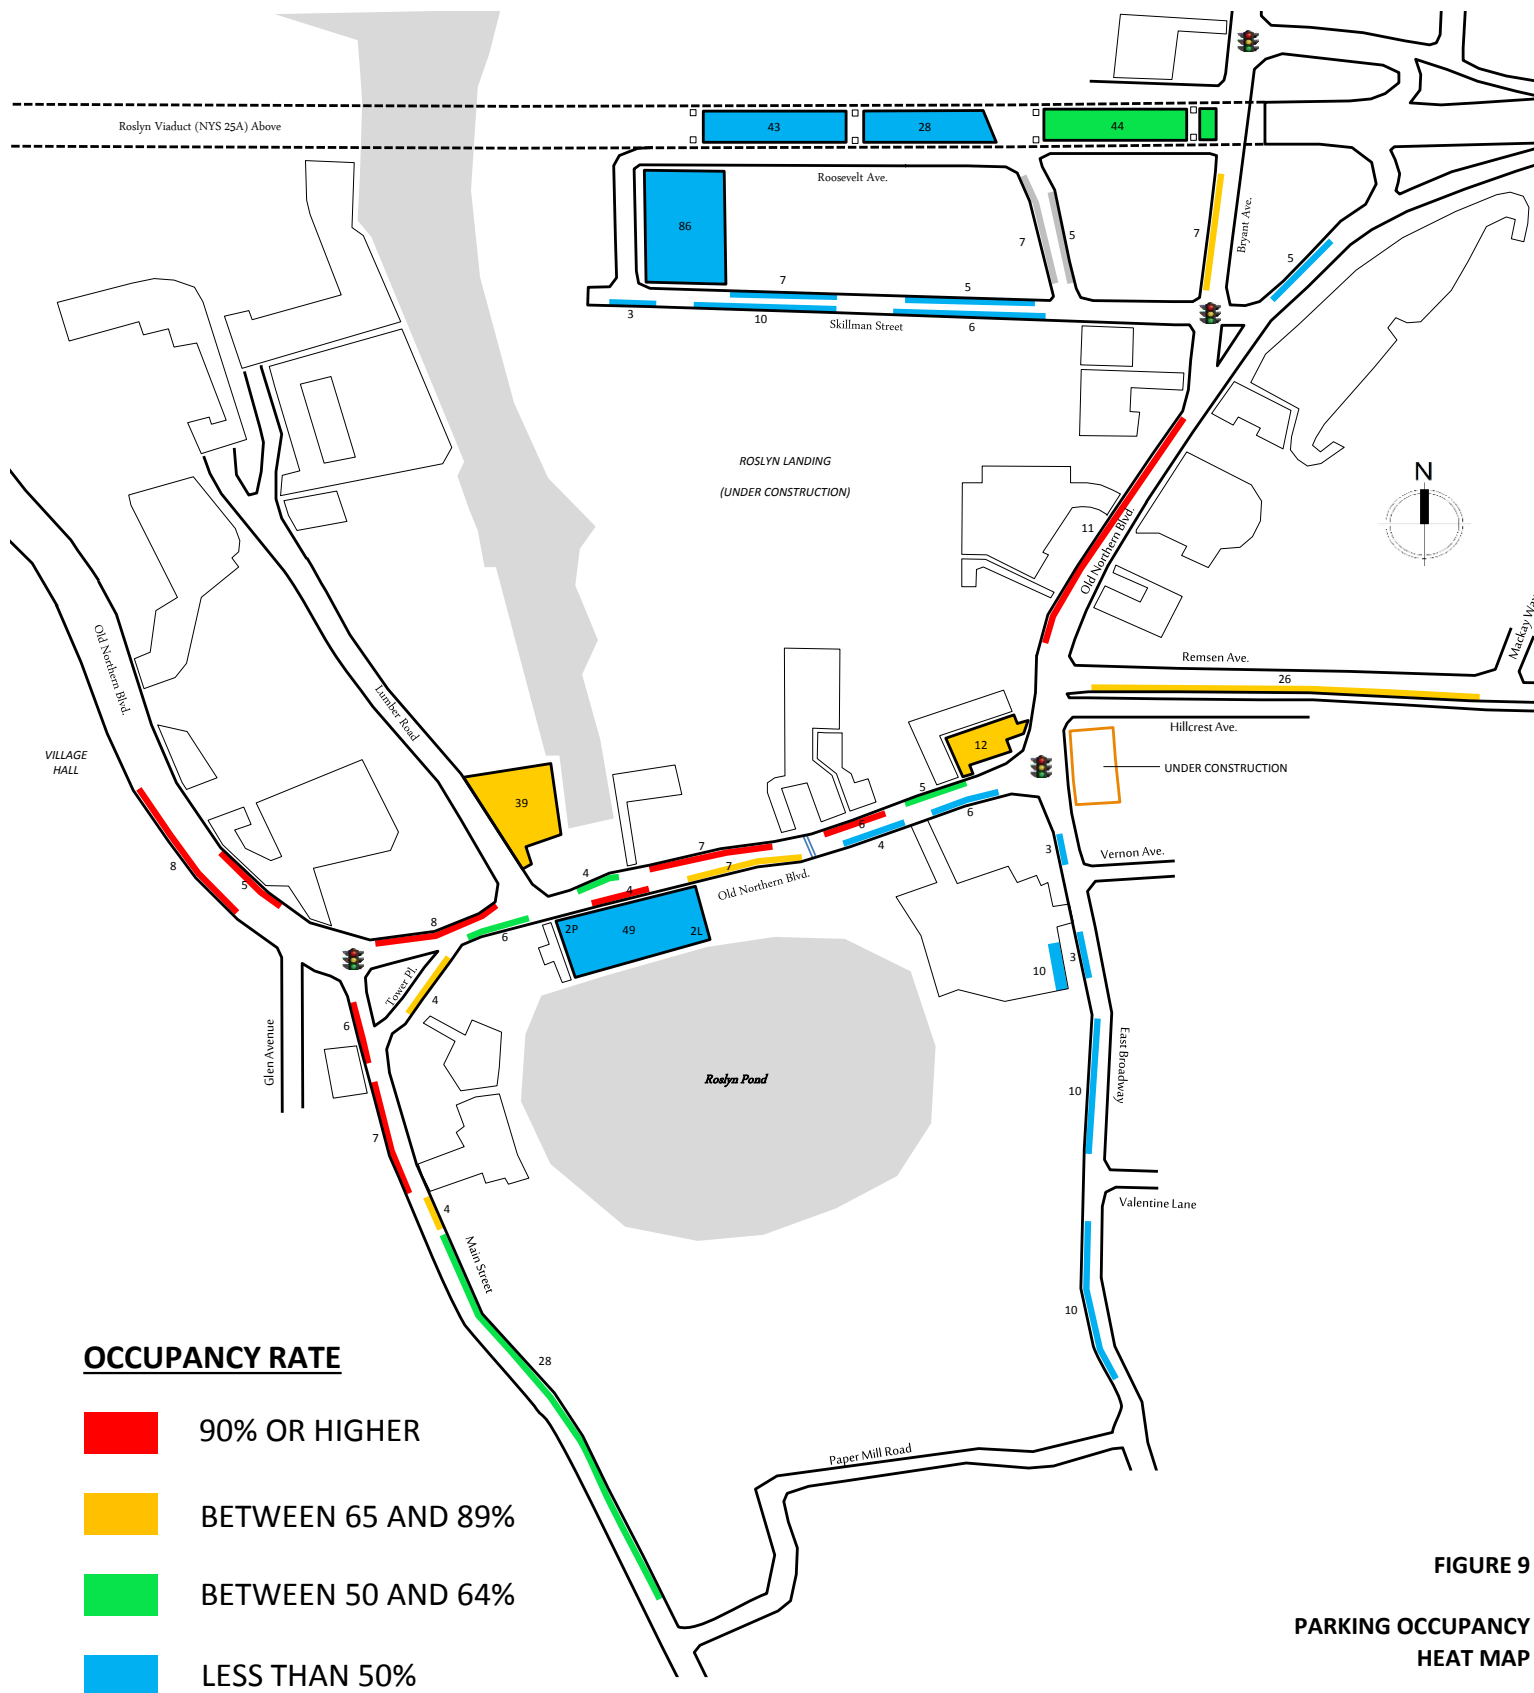 Roslyn Viaduct (NYS 25A) Above
43
28
44
Roosevelt Ave.
86
7
5
7
Bryant Ave.
5
7
5
3
10
Skillman Street
6
ROSLYN LANDING
(UNDER CONSTRUCTION)
N
11
Old Northern Blvd.
Mackay Way
Remsen Ave.
26
Hillcrest Ave.
UNDER CONSTRUCTION
Old Northern Blvd.
Lumber Road
VILLAGE
HALL
12
39
5
6
6
4
7
7
4
4
Old Northern Blvd.
3
Vernon Ave.
8
5
8
6
2P
49
2L
3
10
Tower Pl.
4
6
Glen Avenue
Roslyn Pond
East Broadway
10
7
4
Valentine Lane
Main Street
10
28
Paper Mill Road
OCCUPANCY RATE
90% OR HIGHER
BETWEEN 65 AND 89%
BETWEEN 50 AND 64%
LESS THAN 50%
FIGURE 9
PARKING OCCUPANCY
HEAT MAP